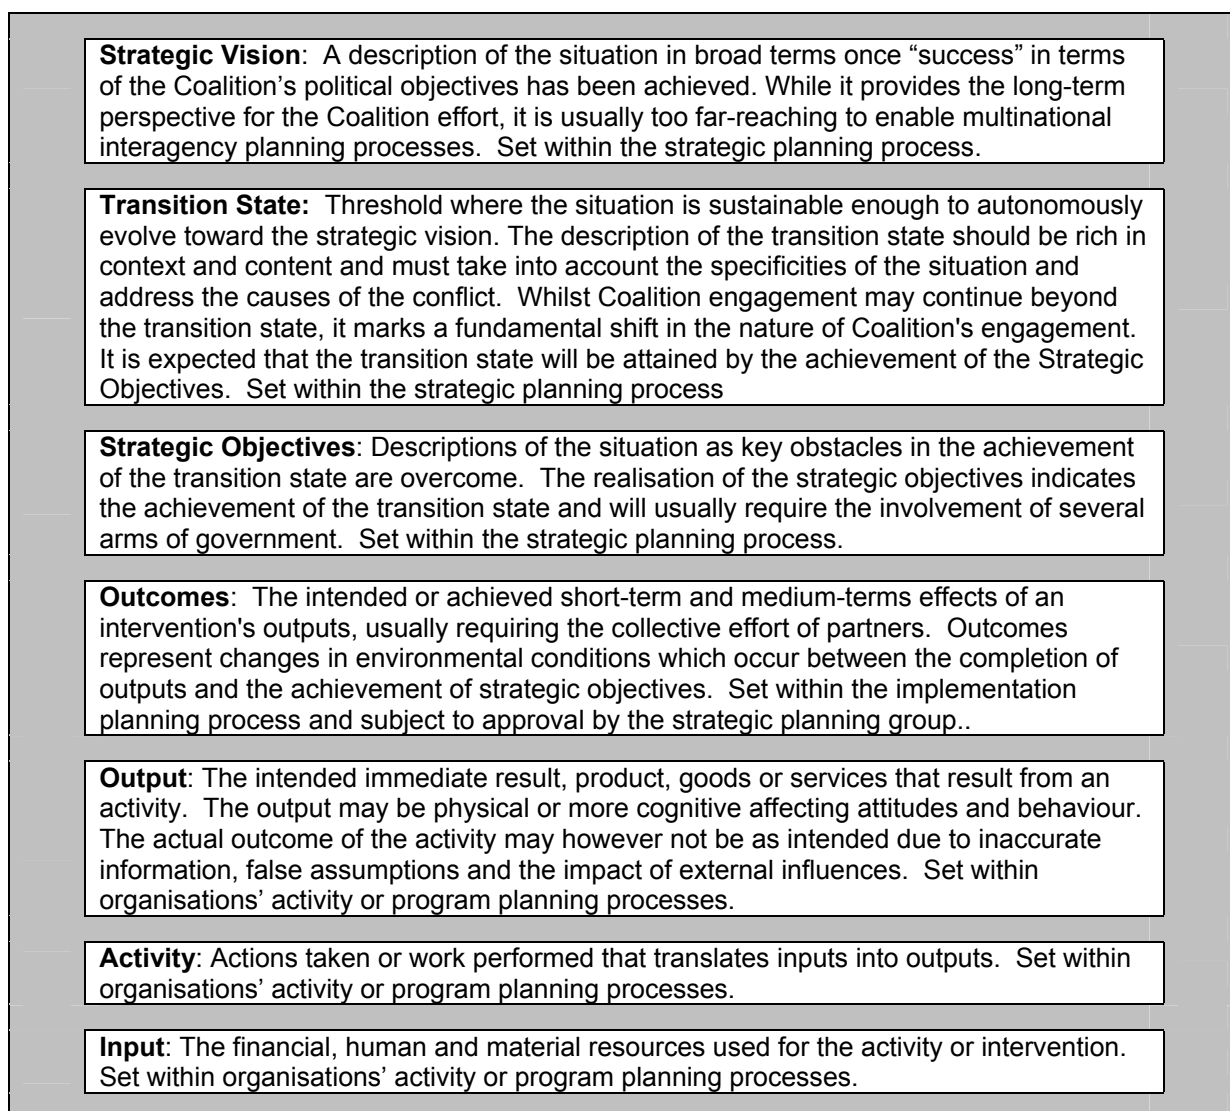 Strategic Vision:  A description of the situation in broad terms once “success” in terms
of the Coalition’s political objectives has been achieved. While it provides the long-term
perspective for the Coalition effort, it is usually too far-reaching to enable multinational
interagency planning processes.  Set within the strategic planning process.
Transition State:  Threshold where the situation is sustainable enough to autonomously
evolve toward the strategic vision. The description of the transition state should be rich in
context and content and must take into account the specificities of the situation and
address the causes of the conflict.  Whilst Coalition engagement may continue beyond
the transition state, it marks a fundamental shift in the nature of Coalition's engagement.
It is expected that the transition state will be attained by the achievement of the Strategic
Objectives.  Set within the strategic planning process
Strategic Objectives: Descriptions of the situation as key obstacles in the achievement
of the transition state are overcome.  The realisation of the strategic objectives indicates
the achievement of the transition state and will usually require the involvement of several
arms of government.  Set within the strategic planning process.
Outcomes:  The intended or achieved short-term and medium-terms effects of an
intervention's outputs, usually requiring the collective effort of partners.  Outcomes
represent changes in environmental conditions which occur between the completion of
outputs and the achievement of strategic objectives.  Set within the implementation
planning process and subject to approval by the strategic planning group..
Output: The intended immediate result, product, goods or services that result from an
activity.  The output may be physical or more cognitive affecting attitudes and behaviour.
The actual outcome of the activity may however not be as intended due to inaccurate
information, false assumptions and the impact of external influences.  Set within
organisations’ activity or program planning processes.
Activity: Actions taken or work performed that translates inputs into outputs.  Set within
organisations’ activity or program planning processes.
Input: The financial, human and material resources used for the activity or intervention.
Set within organisations’ activity or program planning processes.